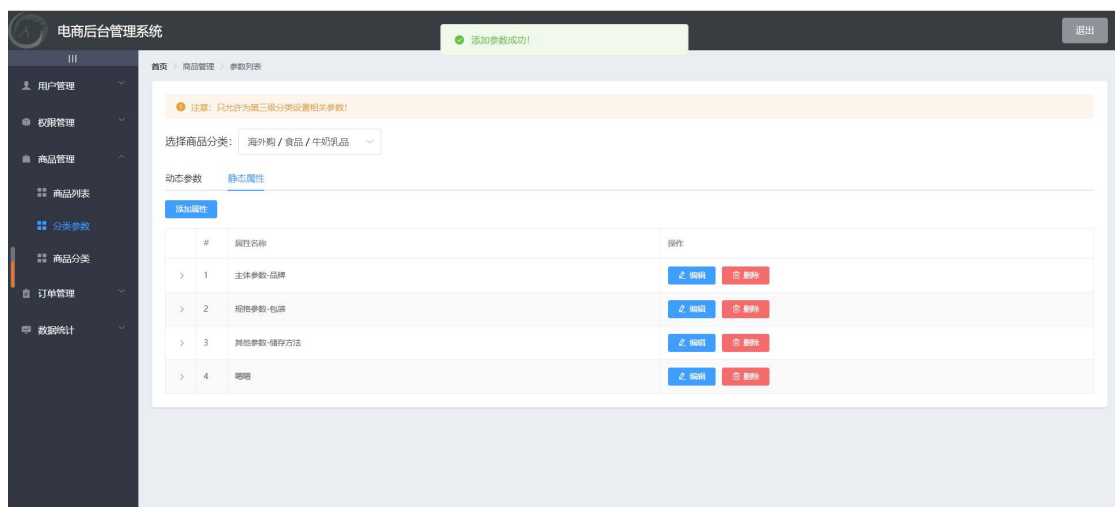 电商后台管理系统
添加参数成功!
退出
|||
首页 > 商品管理 > 参数列表
用户管理
注意：只允许为第三级分类设置相关参数!
权限管理
选择商品分类： 海外购 / 食品 / 牛奶乳品
商品管理
动态参数 静态属性
商品列表
添加属性
分类参数
# 属性名称 操作
商品分类
> 1 主体参数-品牌 编辑 删除
订单管理
> 2 规格参数-包装 编辑 删除
数据统计
> 3 其他参数-储存方法 编辑 删除
> 4 嗯嗯 编辑 删除